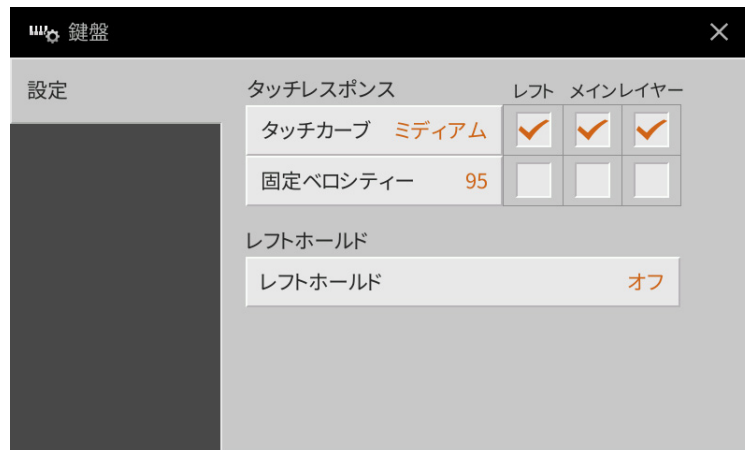 鍵盤
設定
タッチレスポンス レフト メイン レイヤー
タッチカーブ ミディアム
固定ベロシティー 95
レフトホールド
レフトホールド オフ